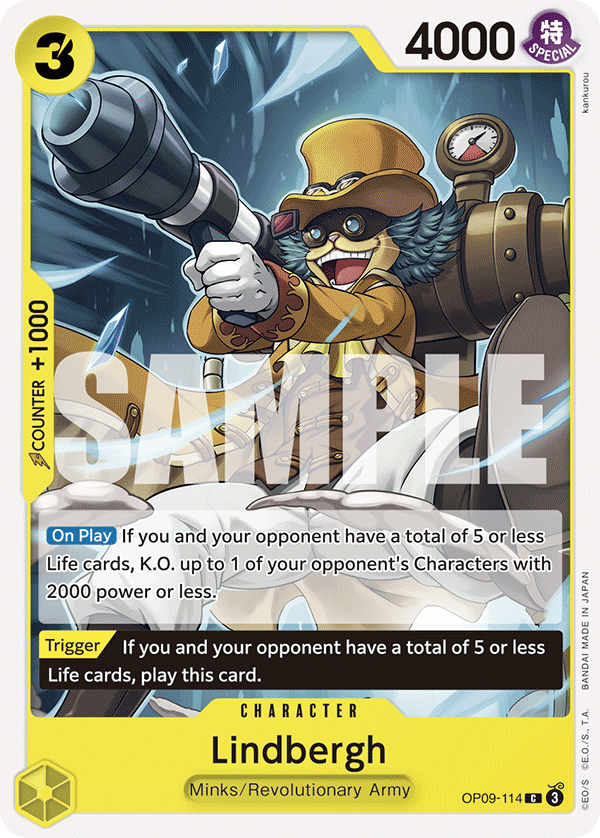 3
4000
特
SPECIAL
kankurou
COUNTER +1000
SAMPLE
On Play If you and your opponent have a total of 5 or less
Life cards, K.O. up to 1 of your opponent's Characters with
2000 power or less.
Trigger If you and your opponent have a total of 5 or less
Life cards, play this card.
CHARACTER
Lindbergh
Minks/Revolutionary Army
OP09-114 C 3
©EO/S ©E.O./S., T.A. BANDAI MADE IN JAPAN